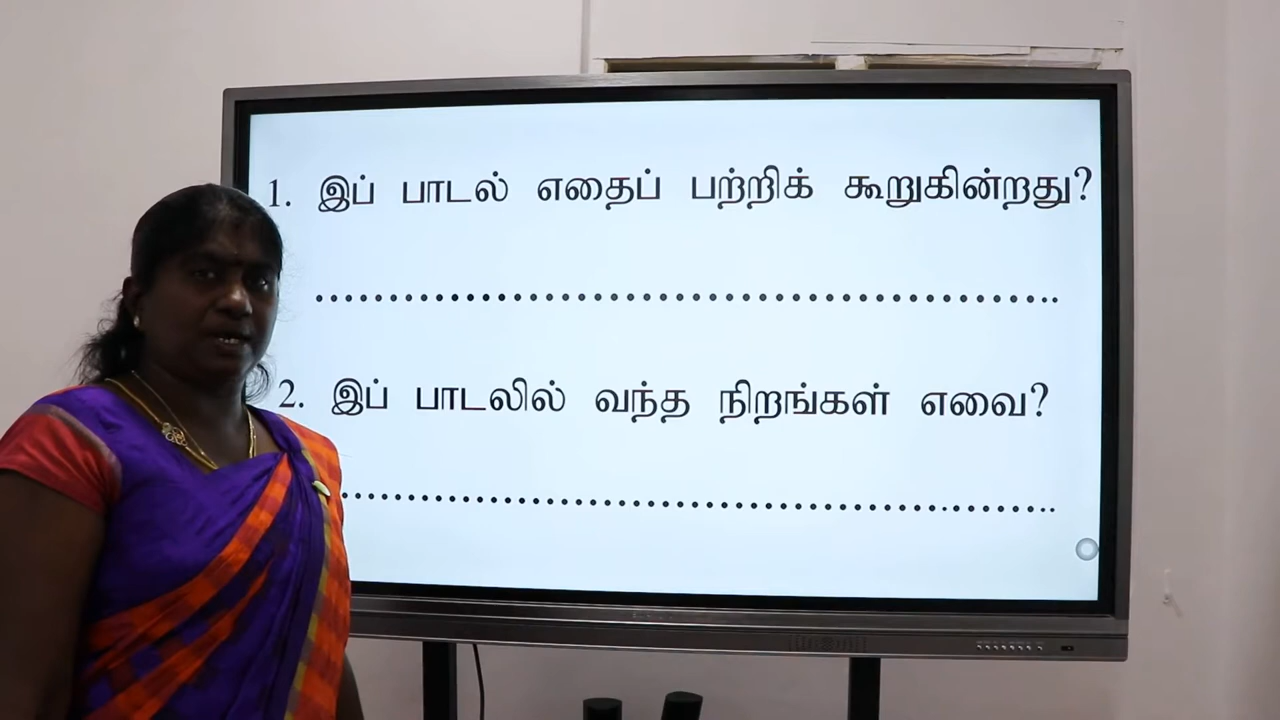 1. இப் பாடல் எதைப் பற்றிக் கூறுகின்றது?
..................................................
2. இப் பாடலில் வந்த நிறங்கள் எவை?
..................................................